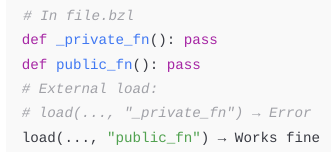 # In file.bzl
def _private_fn(): pass
def public_fn(): pass
# External load:
# load(..., "_private_fn") → Error
load(..., "public_fn") → Works fine